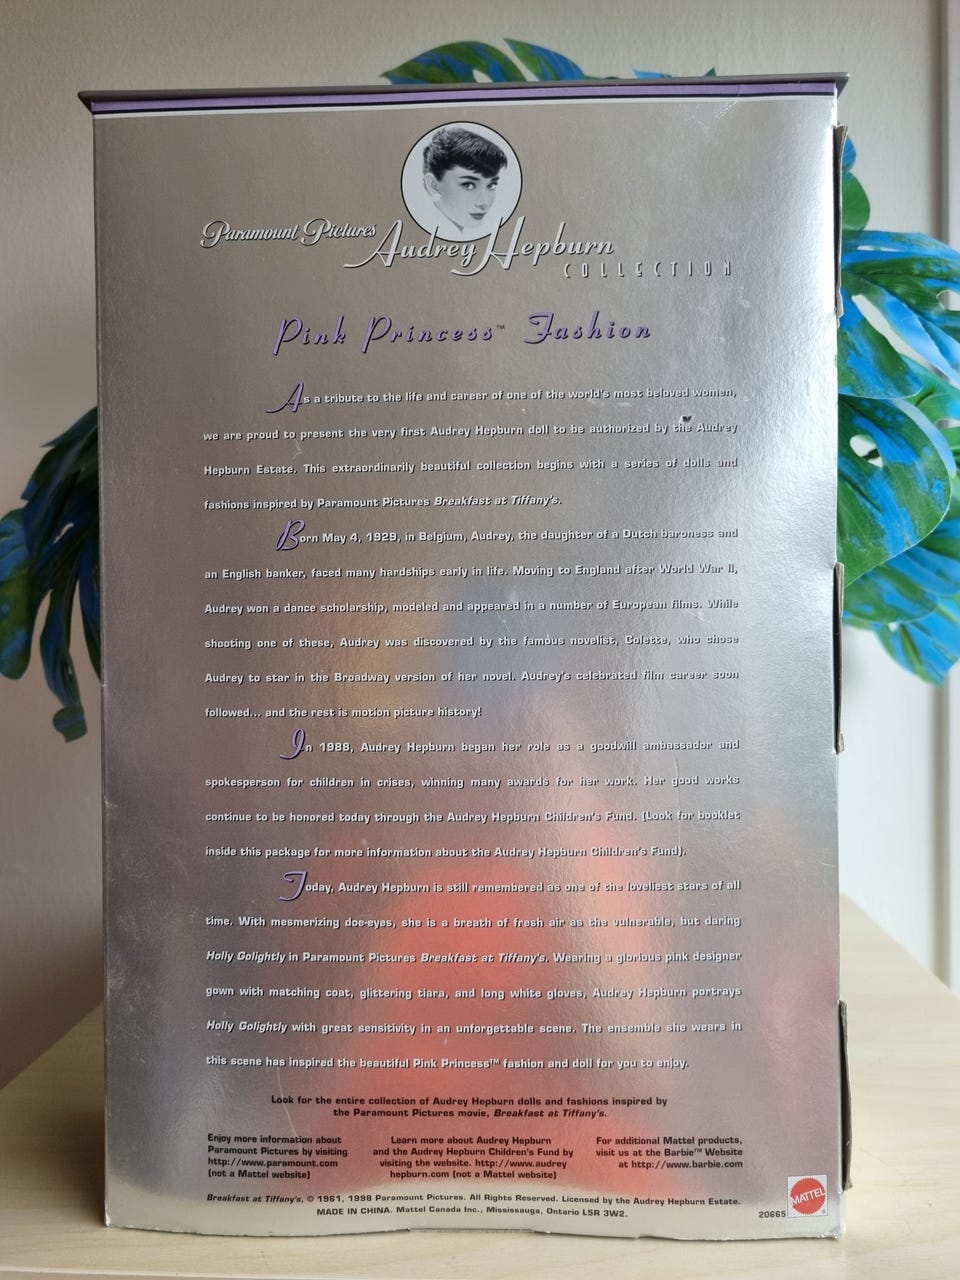 Paramount Pictures
Audrey Hepburn
COLLECTION
Pink Princess™ Fashion
As a tribute to the life and career of one of the world's most beloved women,
we are proud to present the very first Audrey Hepburn doll to be authorized by the Audrey
Hepburn Estate. This extraordinarily beautiful collection begins with a series of dolls and
fashions inspired by Paramount Pictures Breakfast at Tiffany's.
Born May 4, 1929, in Belgium, Audrey, the daughter of a Dutch baroness and
an English banker, faced many hardships early in life. Moving to England after World War II,
Audrey won a dance scholarship, modeled and appeared in a number of European films. While
shooting one of these, Audrey was discovered by the famous novelist, Colette, who chose
Audrey to star in the Broadway version of her novel. Audrey's celebrated film career soon
followed... and the rest is motion picture history!
In 1988, Audrey Hepburn began her role as a goodwill ambassador and
spokesperson for children in crises, winning many awards for her work. Her good works
continue to be honored today through the Audrey Hepburn Children's Fund. (Look for booklet
inside this package for more information about the Audrey Hepburn Children's Fund).
Today, Audrey Hepburn is still remembered as one of the loveliest stars of all
time. With mesmerizing doe-eyes, she is a breath of fresh air as the vulnerable, but daring
Holly Golightly in Paramount Pictures Breakfast at Tiffany's. Wearing a glorious pink designer
gown with matching coat, glittering tiara, and long white gloves, Audrey Hepburn portrays
Holly Golightly with great sensitivity in an unforgettable scene. The ensemble she wears in
this scene has inspired the beautiful Pink Princess™ fashion and doll for you to enjoy.
Look for the entire collection of Audrey Hepburn dolls and fashions inspired by
the Paramount Pictures movie, Breakfast at Tiffany's.
Enjoy more information about
Paramount Pictures by visiting
http://www.paramount.com
(not a Mattel website)
Learn more about Audrey Hepburn
and the Audrey Hepburn Children's Fund by
visiting the website. http://www.audrey
hepburn.com (not a Mattel website)
For additional Mattel products,
visit us at the Barbie™ Website
at http://www.barbie.com
Breakfast at Tiffany's, © 1961, 1998 Paramount Pictures. All Rights Reserved. Licensed by the Audrey Hepburn Estate.
MADE IN CHINA. Mattel Canada Inc., Mississauga, Ontario L5R 3W2.
20665
MATTEL
®